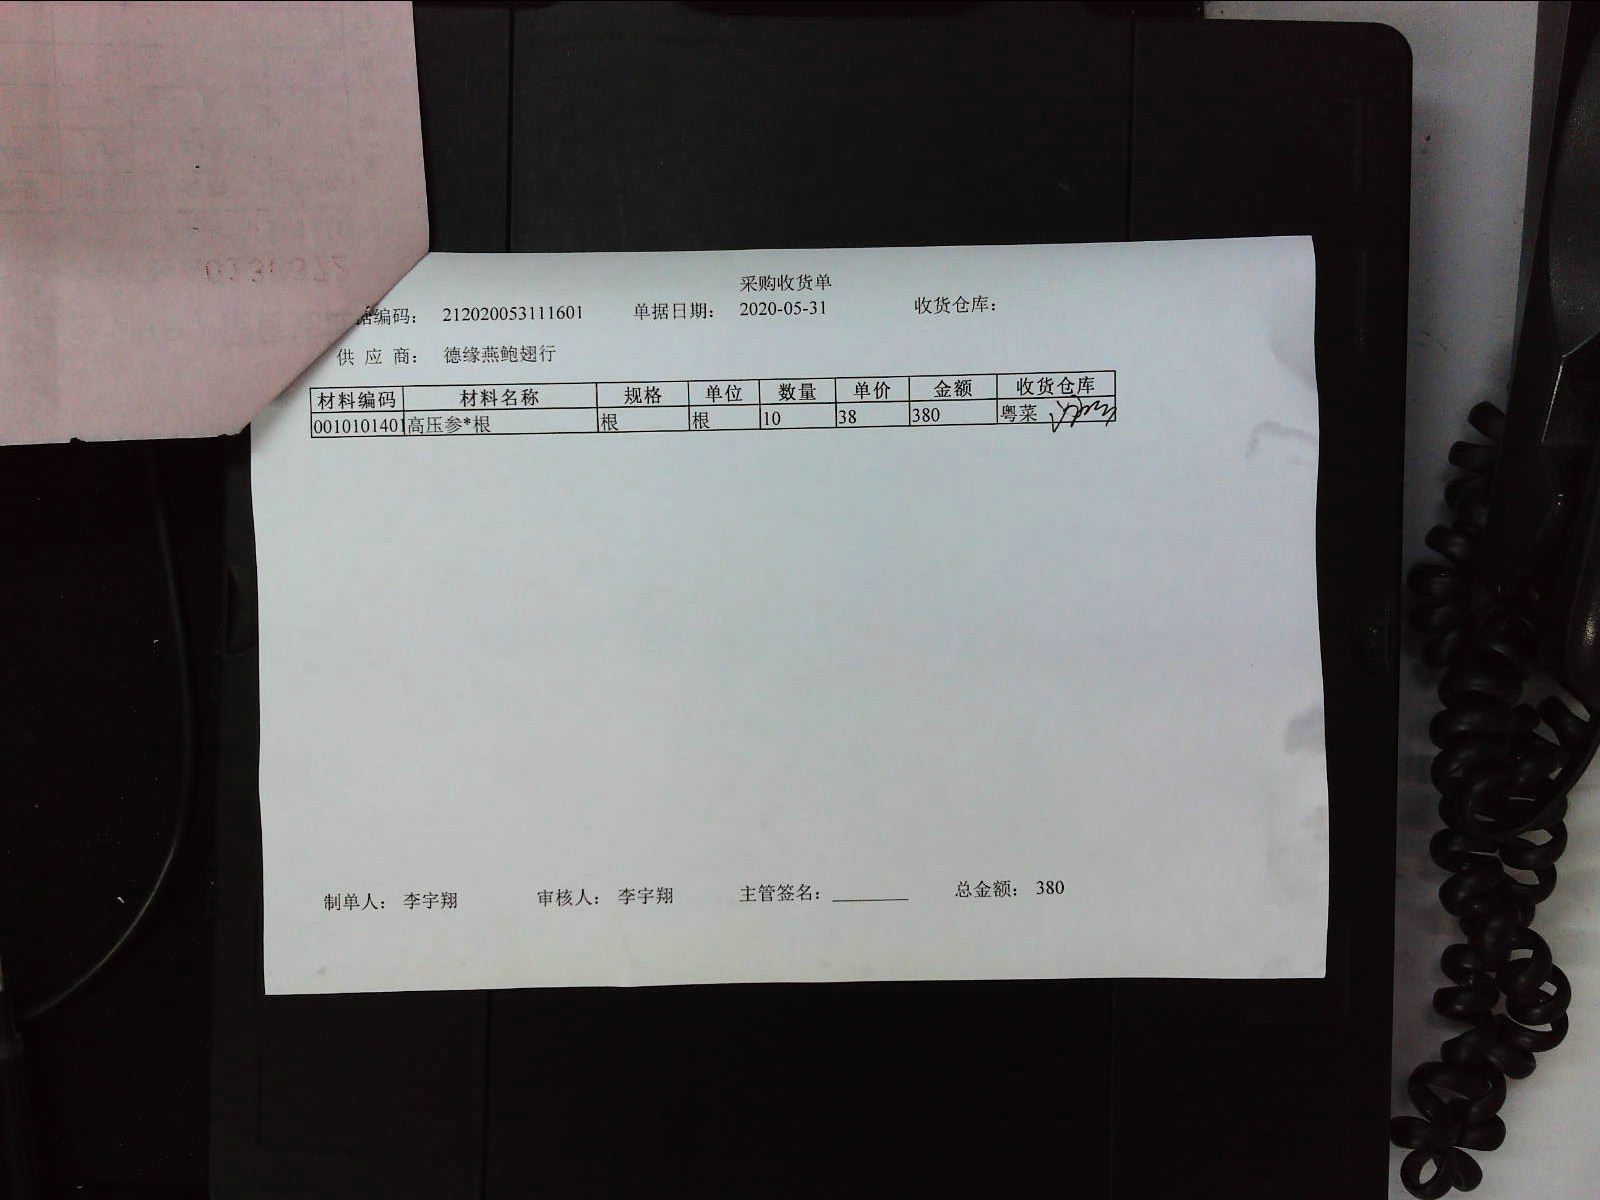 采购收货单
据编码： 212020053111601 单据日期： 2020-05-31 收货仓库：
供 应 商： 德缘燕鲍翅行
材料编码 材料名称 规格 单位 数量 单价 金额 收货仓库
0010101401 高压参*根 根 根 10 38 380 粤菜
制单人： 李宇翔 审核人： 李宇翔 主管签名：________ 总金额： 380